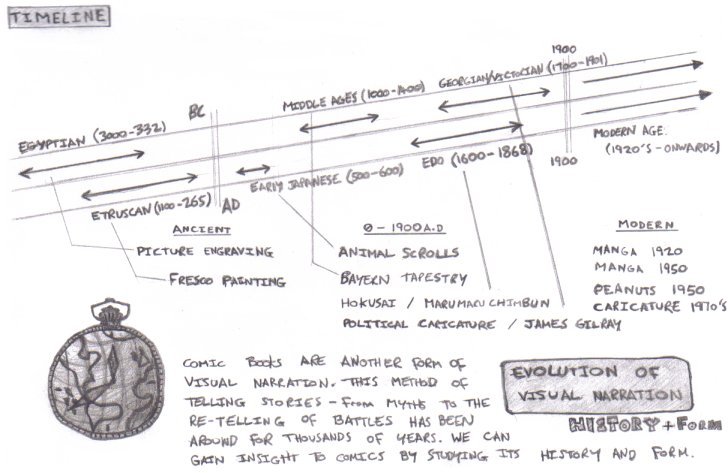 TIMELINE
1900
GEORGIAN/VICTORIAN (1700-1901)
MIDDLE AGES (1000-1400)
BC
EGYPTIAN (3000-332)
MODERN AGE.
(1920'S - ONWARDS)
EDO (1600-1868)
1900
EARLY JAPANESE (500-600)
ETRUSCAN (1100-265)
AD
ANCIENT
PICTURE ENGRAVING
FRESCO PAINTING
0 - 1900 A.D
ANIMAL SCROLLS
BAYERN TAPESTRY
HOKUSAI / MARUMARU CHIMBUN
POLITICAL CARICATURE / JAMES GILRAY
MODERN
MANGA 1920
MANGA 1950
PEANUTS 1950
CARICATURE 1970'S
COMIC BOOKS ARE ANOTHER FORM OF
VISUAL NARRATION. THIS METHOD OF
TELLING STORIES - FROM MYTHS TO THE
RE-TELLING OF BATTLES HAS BEEN
AROUND FOR THOUSANDS OF YEARS. WE CAN
GAIN INSIGHT TO COMICS BY STUDYING ITS HISTORY AND FORM.
EVOLUTION OF
VISUAL NARRATION
HISTORY + FORM